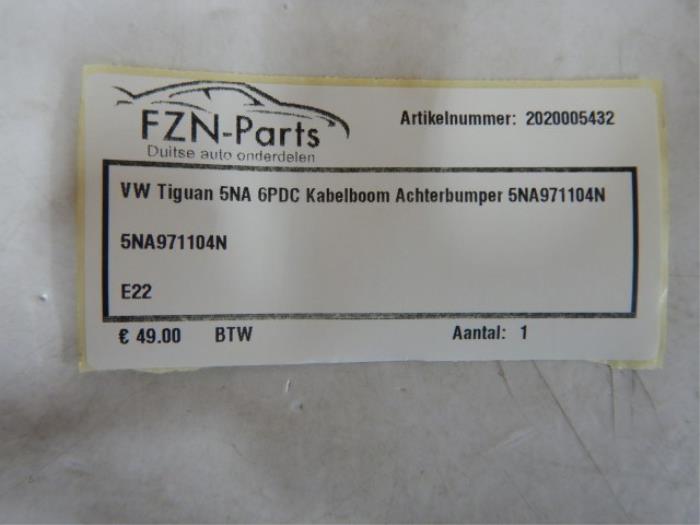 FZN-Parts
Duitse auto onderdelen
Artikelnummer: 2020005432
VW Tiguan 5NA 6PDC Kabelboom Achterbumper 5NA971104N
5NA971104N
E22
€ 49.00 BTW Aantal: 1